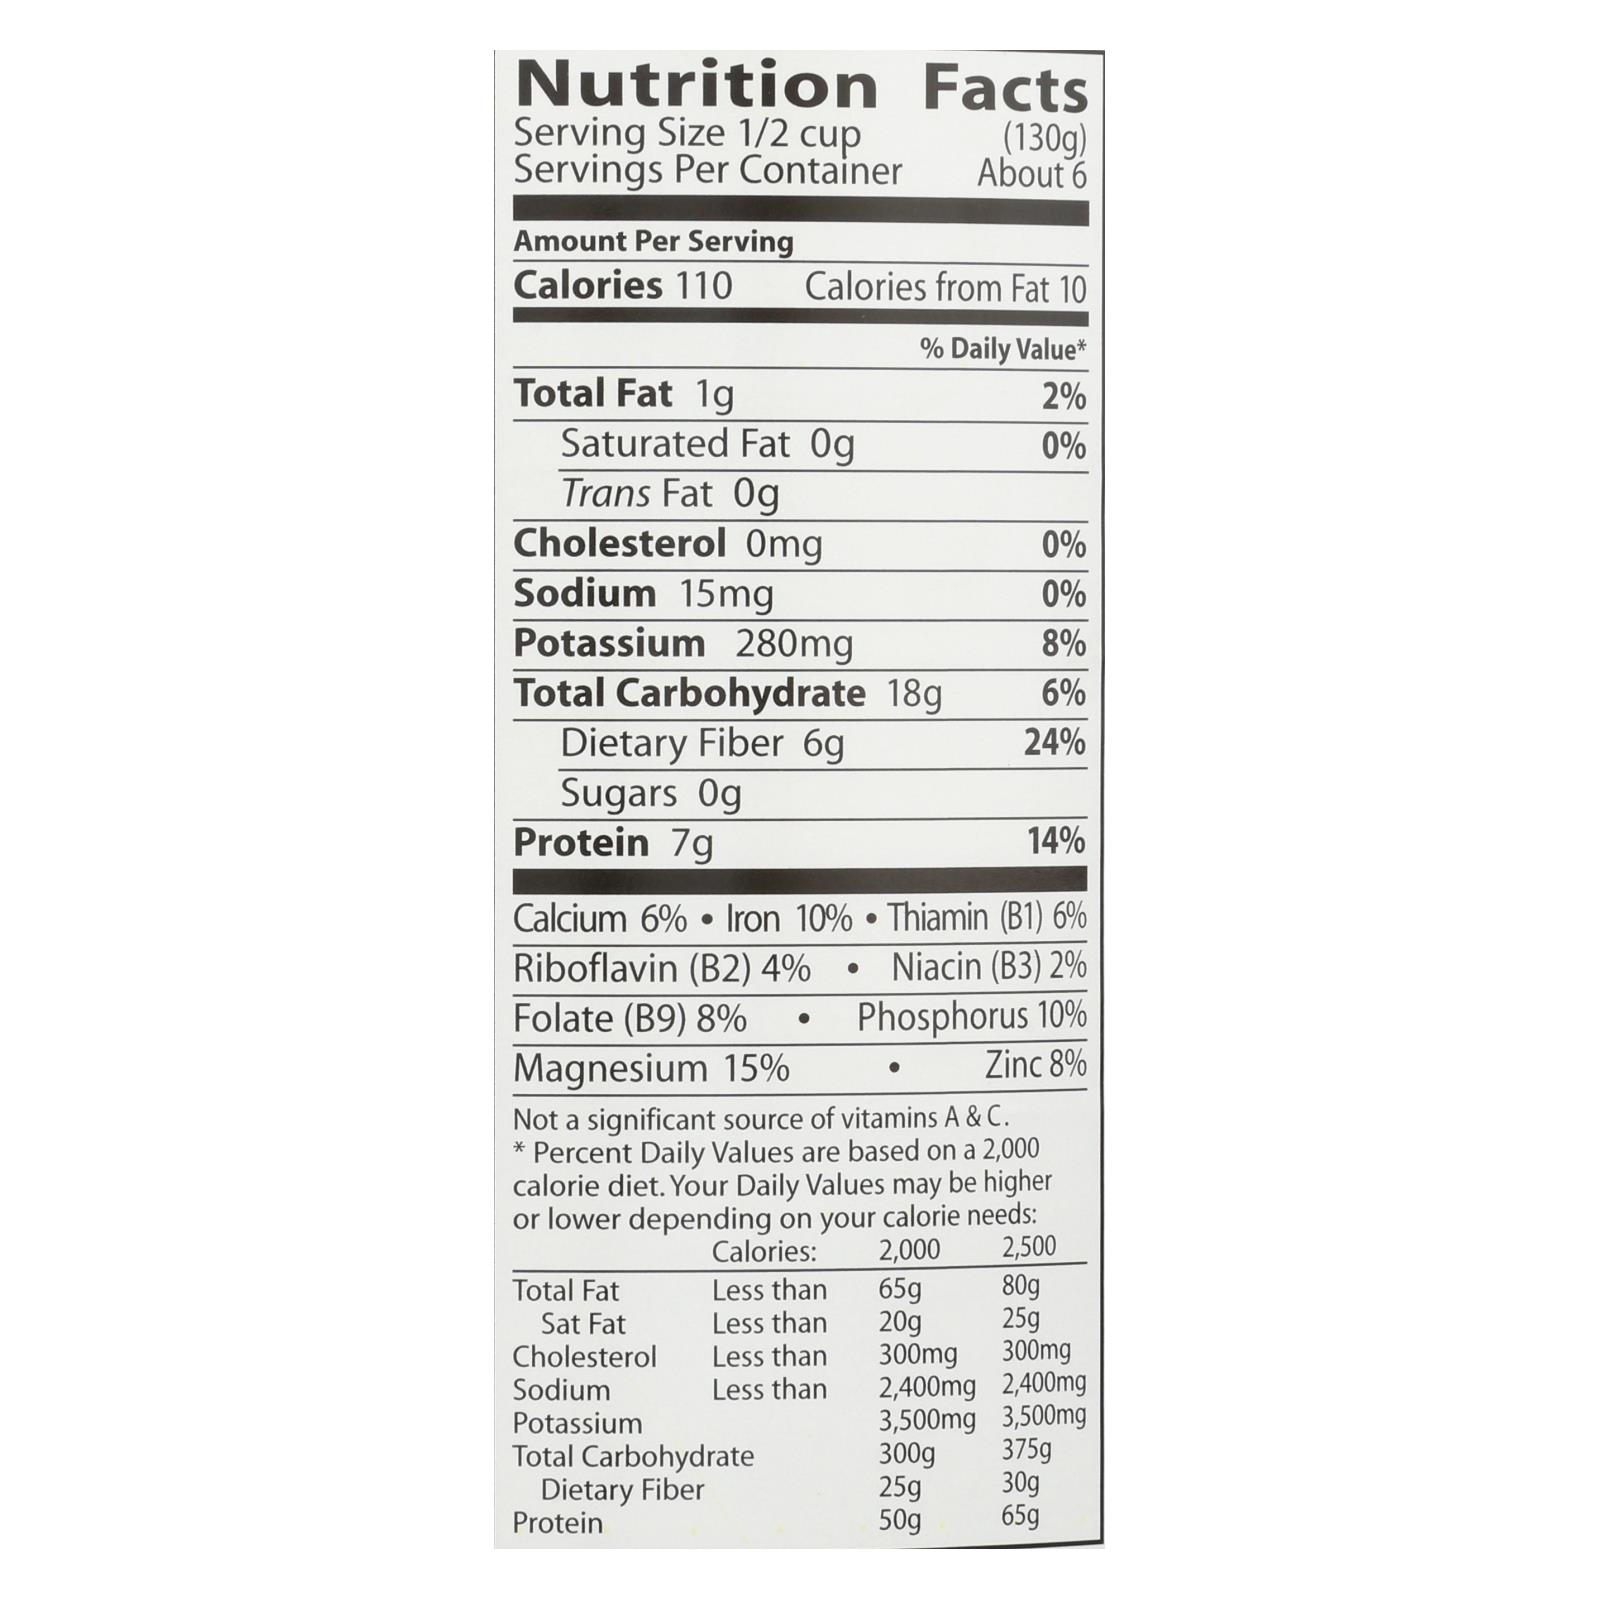 Nutrition Facts
Serving Size 1/2 cup (130g)
Servings Per Container About 6
Amount Per Serving
Calories 110 Calories from Fat 10
% Daily Value*
Total Fat 1g 2%
Saturated Fat 0g 0%
Trans Fat 0g
Cholesterol 0mg 0%
Sodium 15mg 0%
Potassium 280mg 8%
Total Carbohydrate 18g 6%
Dietary Fiber 6g 24%
Sugars 0g
Protein 7g 14%
Calcium 6% • Iron 10% • Thiamin (B1) 6%
Riboflavin (B2) 4% • Niacin (B3) 2%
Folate (B9) 8% • Phosphorus 10%
Magnesium 15% • Zinc 8%
Not a significant source of vitamins A & C.
* Percent Daily Values are based on a 2,000
calorie diet. Your Daily Values may be higher
or lower depending on your calorie needs:
Calories: 2,000 2,500
Total Fat Less than 65g 80g
Sat Fat Less than 20g 25g
Cholesterol Less than 300mg 300mg
Sodium Less than 2,400mg 2,400mg
Potassium 3,500mg 3,500mg
Total Carbohydrate 300g 375g
Dietary Fiber 25g 30g
Protein 50g 65g